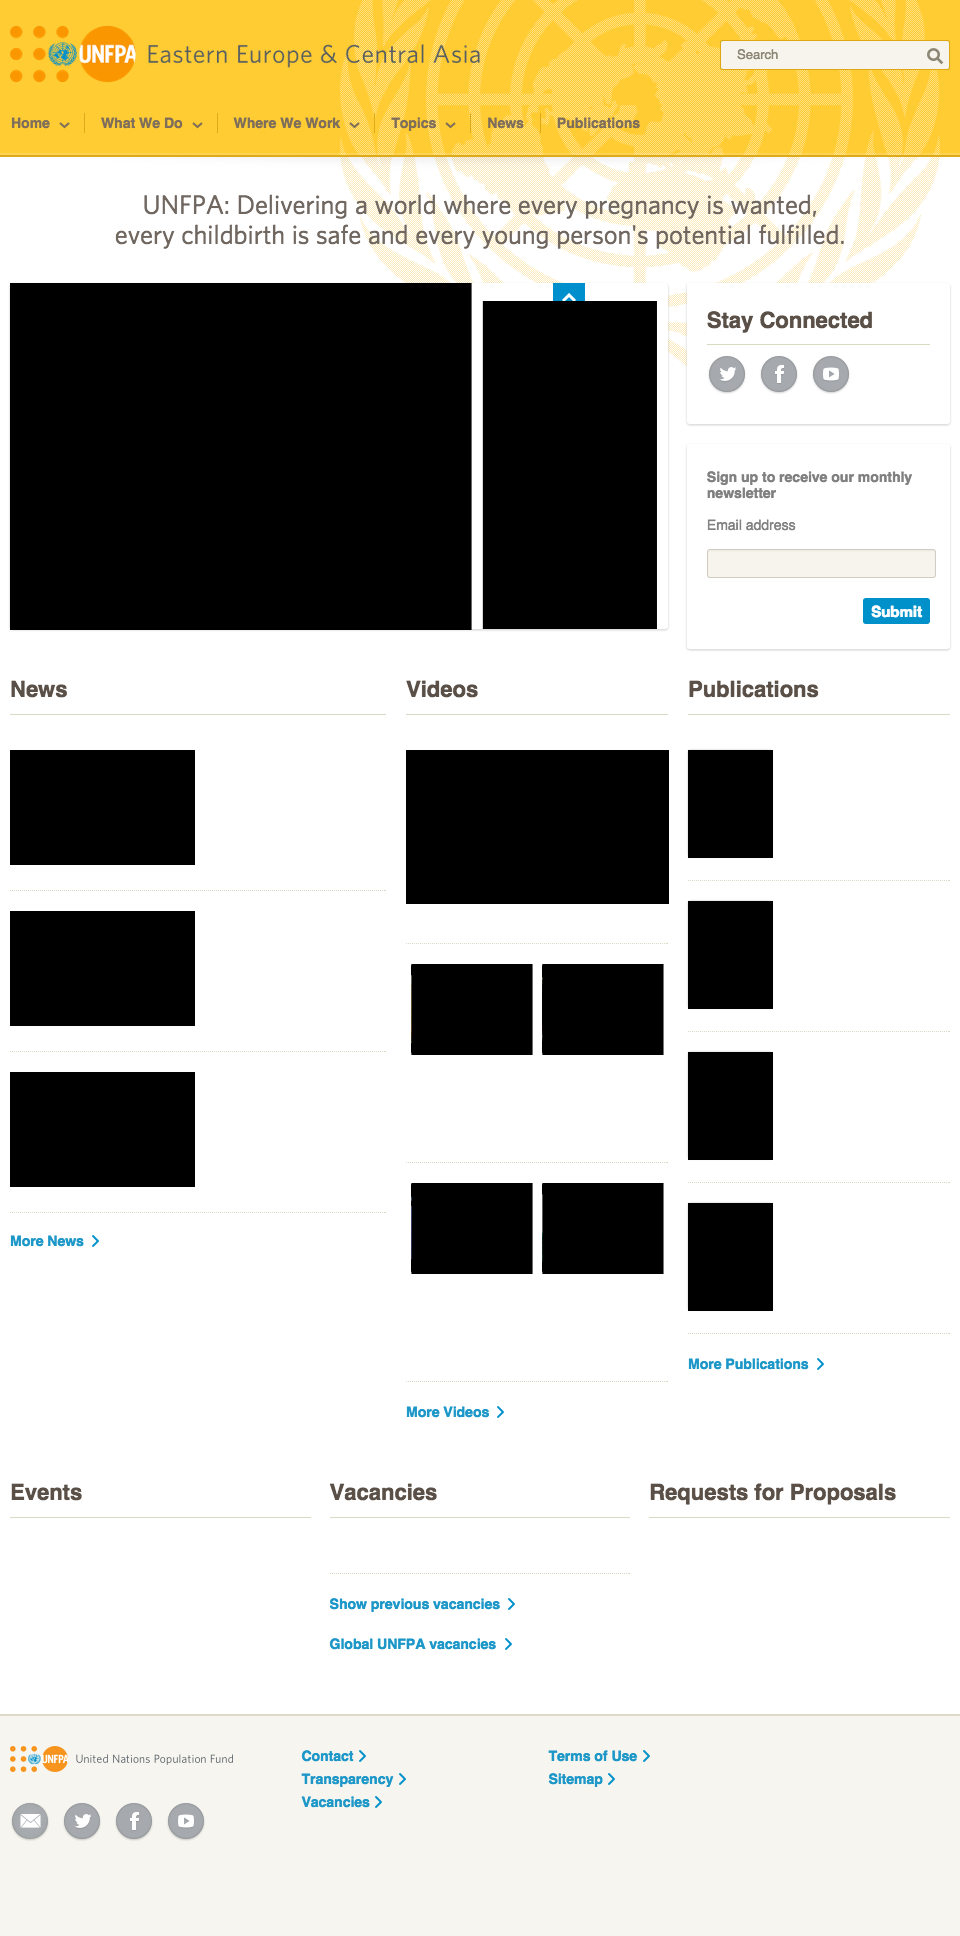 UNFPA Eastern Europe & Central Asia
Search
Home
What We Do
Where We Work
Topics
News
Publications
UNFPA: Delivering a world where every pregnancy is wanted,
every childbirth is safe and every young person's potential fulfilled.
Stay Connected
Sign up to receive our monthly
newsletter
Email address
Submit
News
Videos
Publications
More News
More Publications
More Videos
Events
Vacancies
Requests for Proposals
Show previous vacancies
Global UNFPA vacancies
UNFPA United Nations Population Fund
Contact
Transparency
Vacancies
Terms of Use
Sitemap